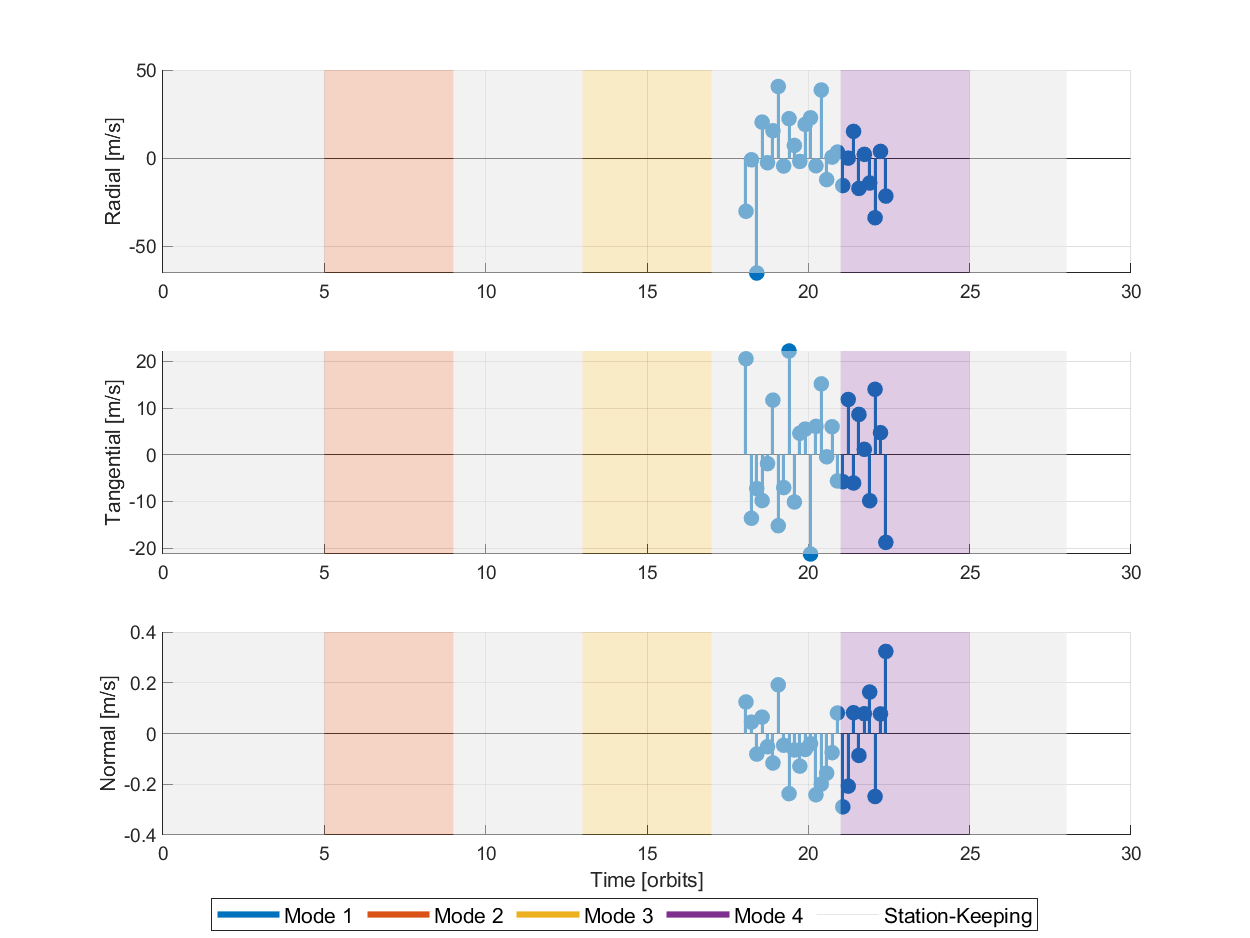 50
0
-50
Radial [m/s]
0 5 10 15 20 25 30
20
10
0
-10
-20
Tangential [m/s]
0 5 10 15 20 25 30
0.4
0.2
0
-0.2
-0.4
Normal [m/s]
0 5 10 15 20 25 30
Time [orbits]
Mode 1 Mode 2 Mode 3 Mode 4 Station-Keeping